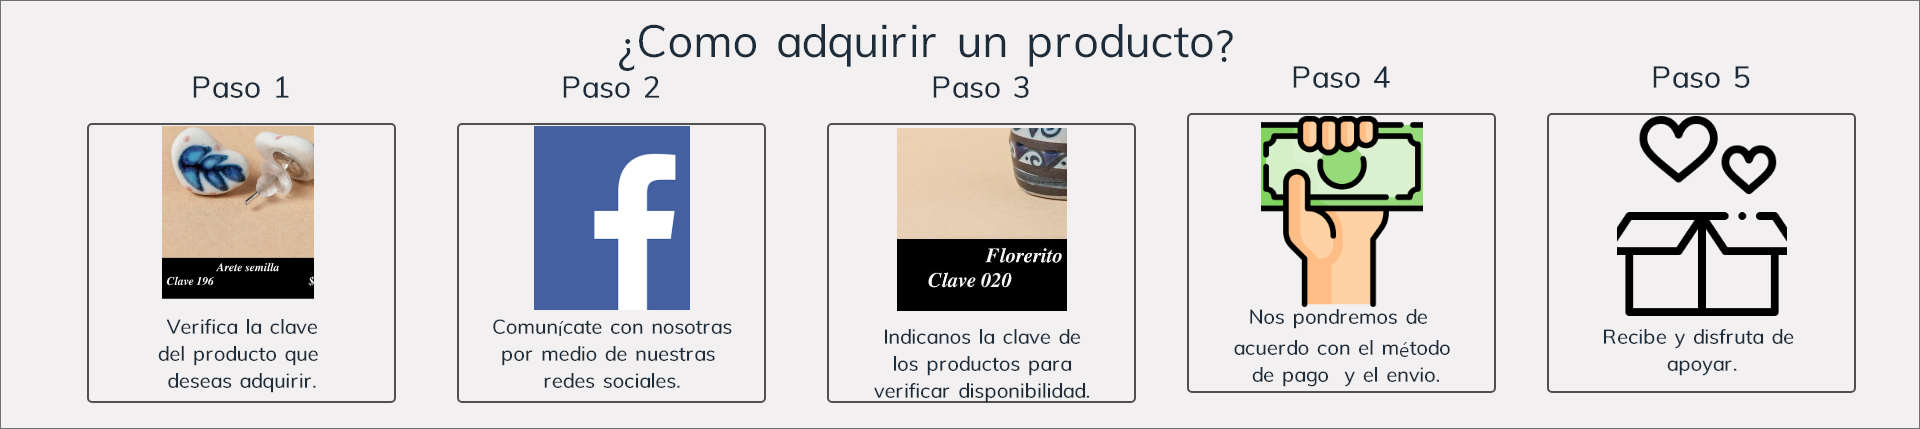 ¿Como adquirir un producto?
Paso 1
Arete semilla
Clave 196 $
Verifica la clave
del producto que
deseas adquirir.
Paso 2
f
Comunícate con nosotras
por medio de nuestras
redes sociales.
Paso 3
Florerito
Clave 020
Indicanos la clave de
los productos para
verificar disponibilidad.
Paso 4
Nos pondremos de
acuerdo con el método
de pago y el envio.
Paso 5
Recibe y disfruta de
apoyar.